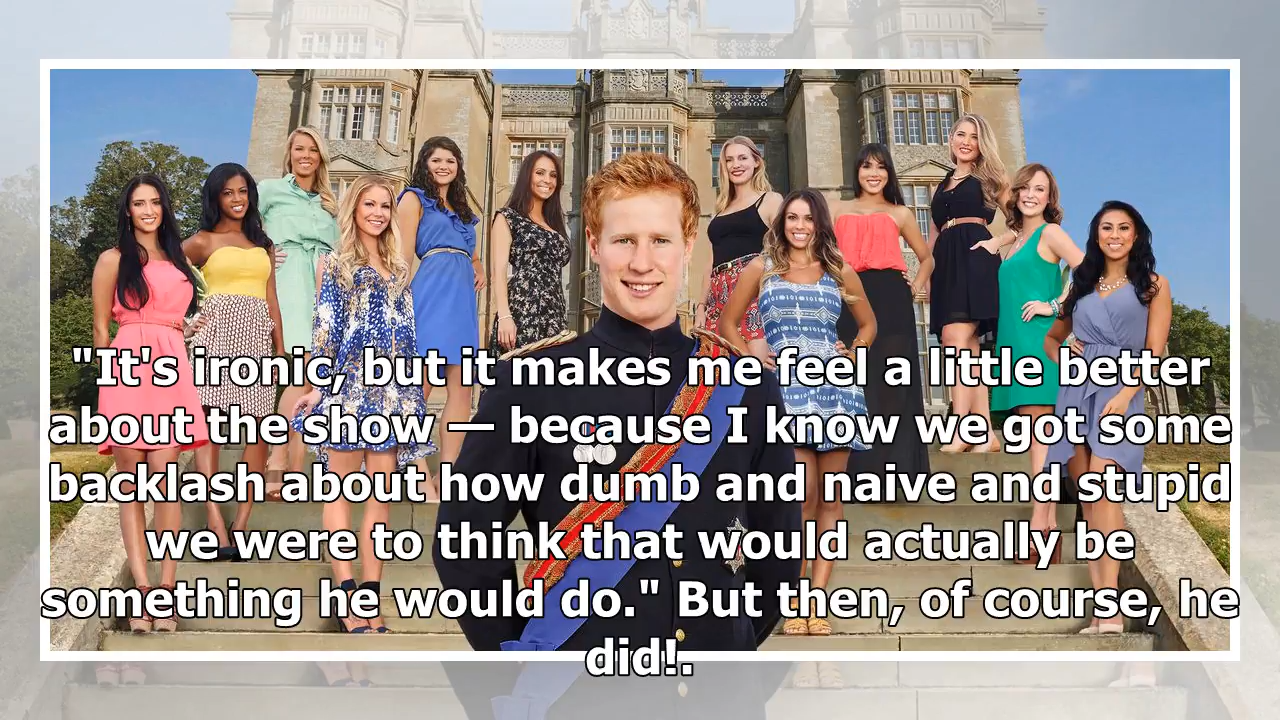 "It's ironic, but it makes me feel a little better
about the show — because I know we got some
backlash about how dumb and naive and stupid
we were to think that would actually be
something he would do." But then, of course, he
did!.